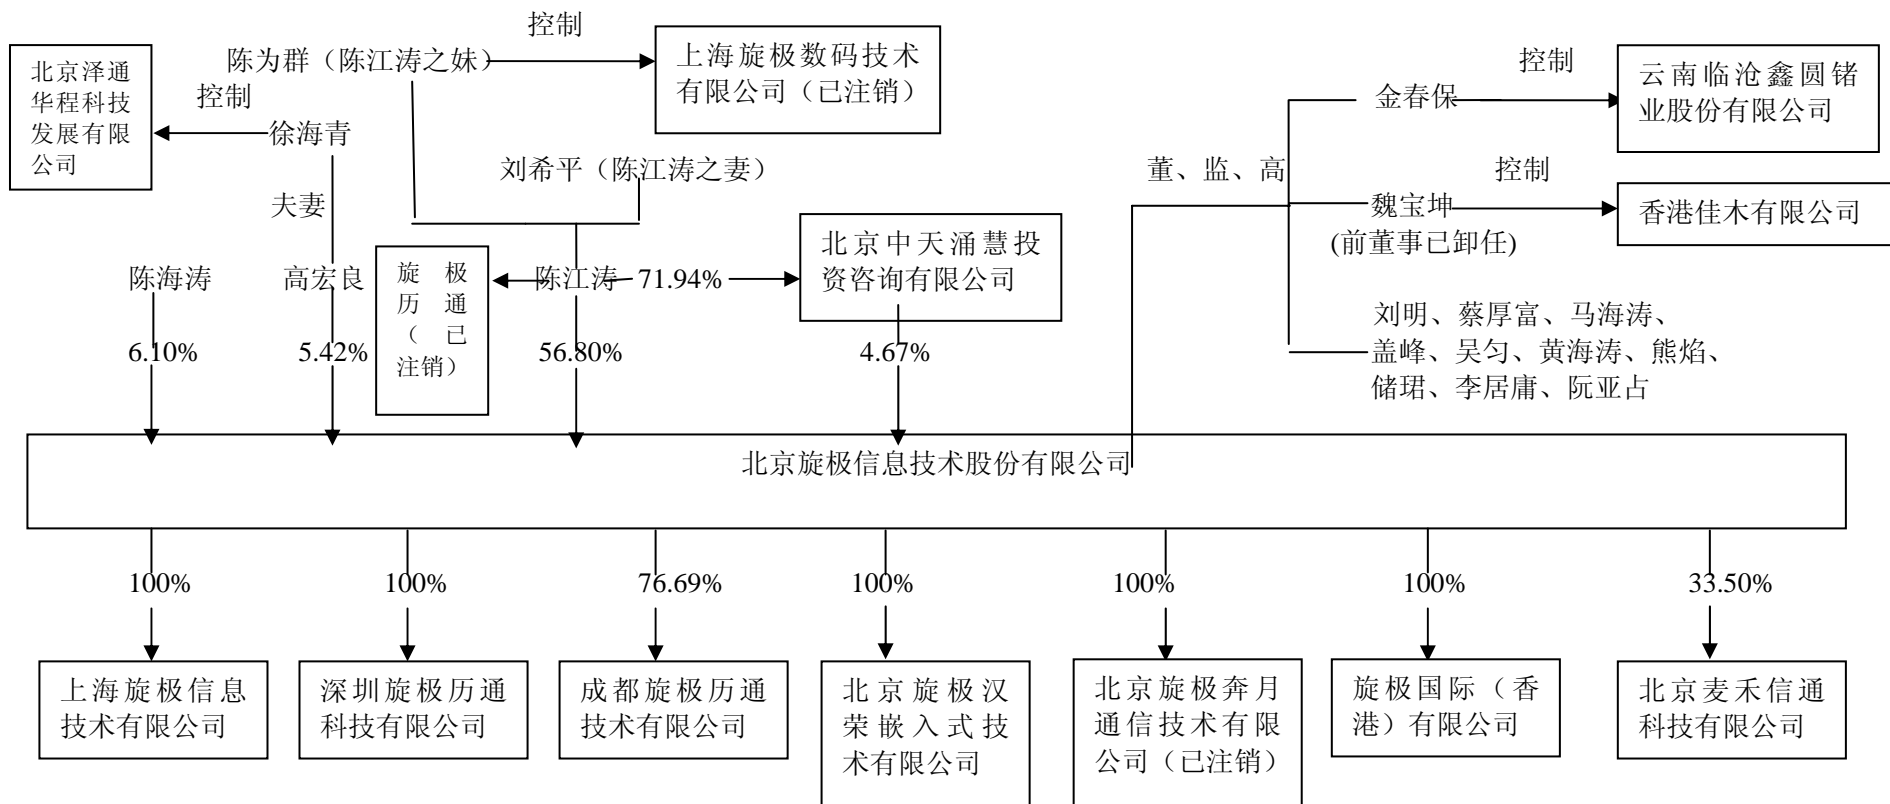 控制
陈为群（陈江涛之妹）
上海旋极数码技术
有限公司（已注销）
北京泽通
华程科技
发展有限
公司
控制
徐海青
夫妻
刘希平（陈江涛之妻）
控制
金春保
云南临沧鑫圆锗
业股份有限公司
董、监、高
控制
魏宝坤
(前董事已卸任)
香港佳木有限公司
刘明、蔡厚富、马海涛、
盖峰、吴匀、黄海涛、熊焰、
储珺、李居庸、阮亚占
陈海涛
高宏良
旋极
历通
（已
注销）
陈江涛
71.94%
北京中天涌慧投
资咨询有限公司
6.10%
5.42%
56.80%
4.67%
北京旋极信息技术股份有限公司
100%
100%
76.69%
100%
100%
100%
33.50%
上海旋极信息
技术有限公司
深圳旋极历通
科技有限公司
成都旋极历通
技术有限公司
北京旋极汉
荣嵌入式技
术有限公司
北京旋极奔月
通信技术有限
公司（已注销）
旋极国际（香
港）有限公司
北京麦禾信通
科技有限公司